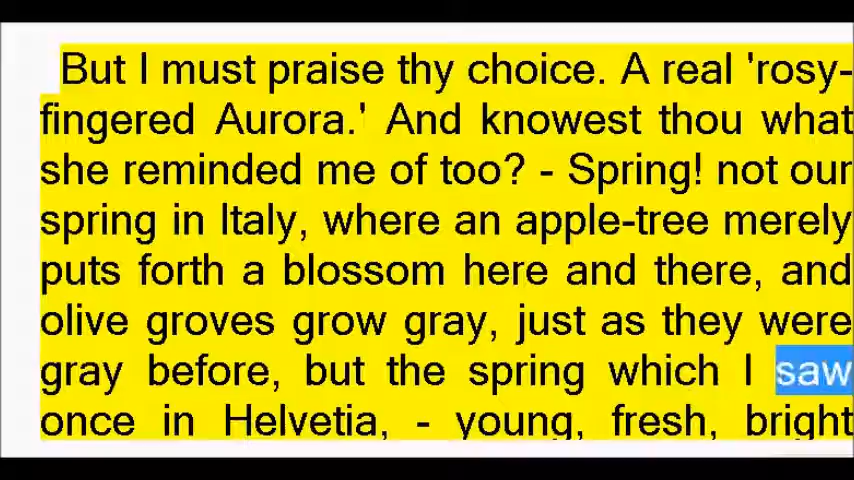 But I must praise thy choice. A real 'rosy-
fingered Aurora.' And knowest thou what
she reminded me of too? - Spring! not our
spring in Italy, where an apple-tree merely
puts forth a blossom here and there, and
olive groves grow gray, just as they were
gray before, but the spring which I saw
once in Helvetia, - young, fresh, bright